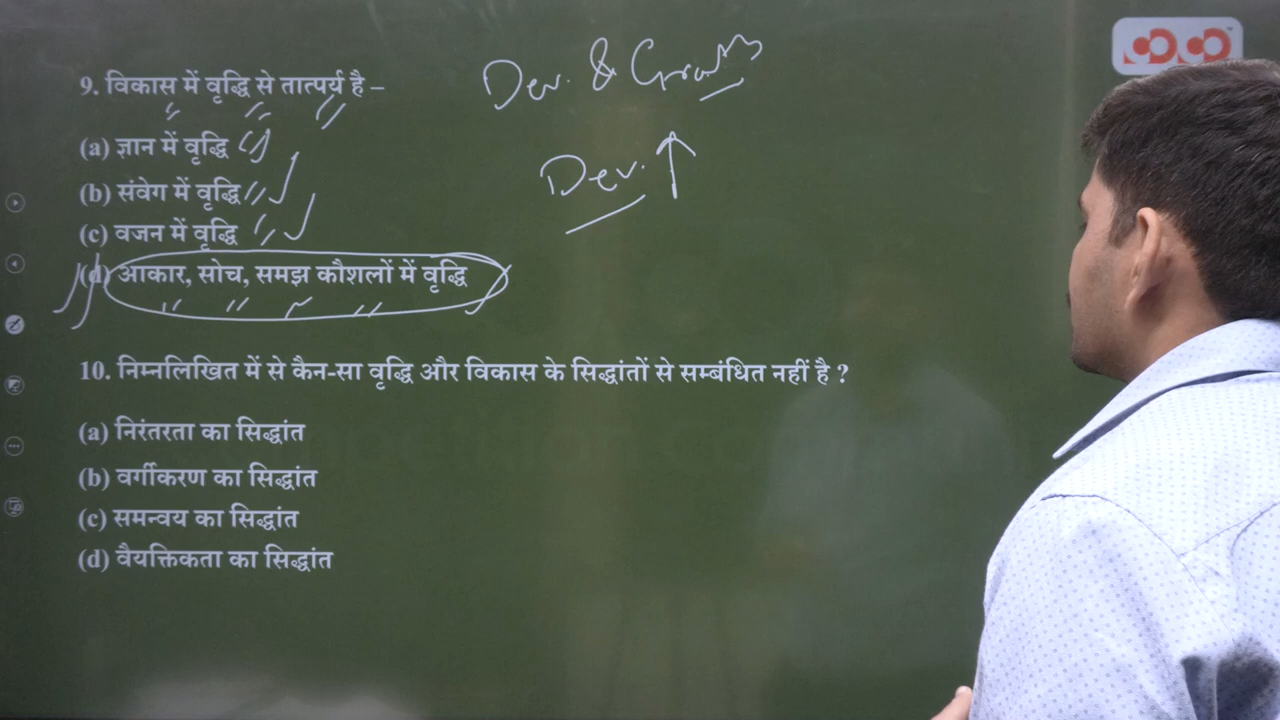 9. विकास में वृद्धि से तात्पर्य है –
Dev. & Growth
(a) ज्ञान में वृद्धि
Dev. ↑
(b) संवेग में वृद्धि
(c) वजन में वृद्धि
(d) आकार, सोच, समझ कौशलों में वृद्धि
10. निम्नलिखित में से कैन-सा वृद्धि और विकास के सिद्धांतों से सम्बंधित नहीं है ?
(a) निरंतरता का सिद्धांत
(b) वर्गीकरण का सिद्धांत
(c) समन्वय का सिद्धांत
(d) वैयक्तिकता का सिद्धांत